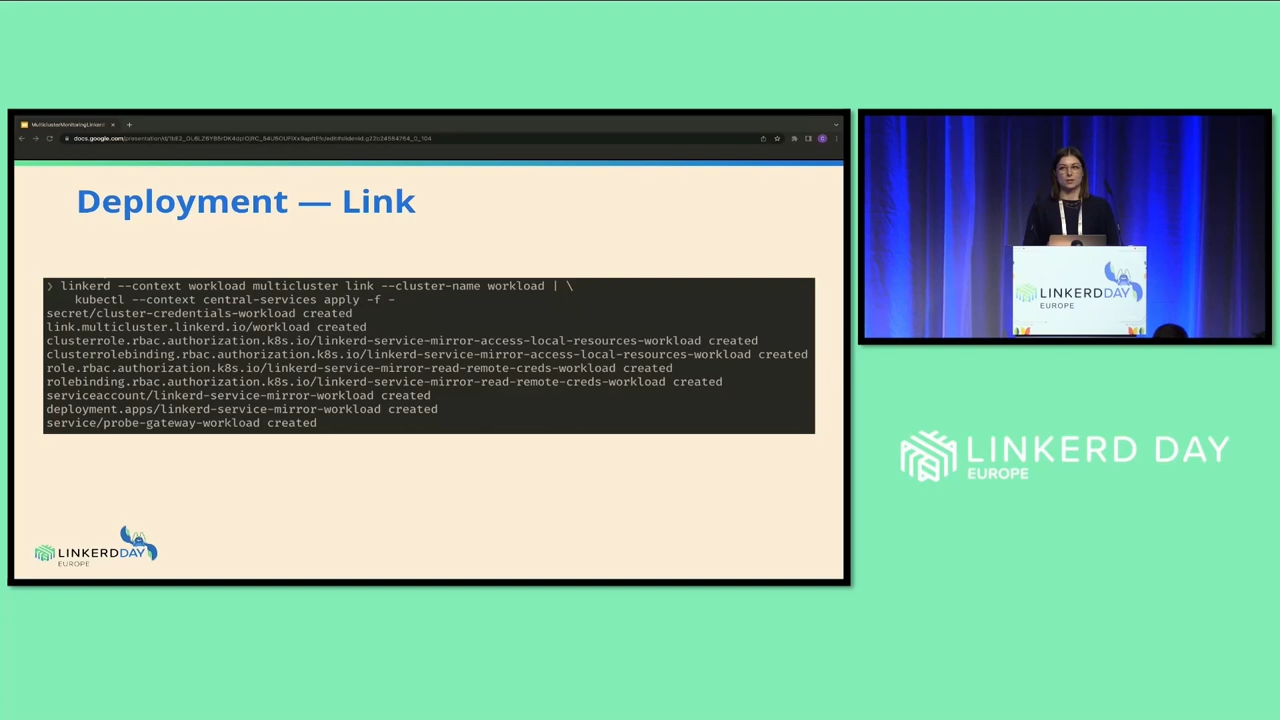 MulticlusterMonitoringLinkerd
Deployment — Link
❯ linkerd --context workload multicluster link --cluster-name workload | \
kubectl --context central-services apply -f -
secret/cluster-credentials-workload created
link.multicluster.linkerd.io/workload created
clusterrole.rbac.authorization.k8s.io/linkerd-service-mirror-access-local-resources-workload created
clusterrolebinding.rbac.authorization.k8s.io/linkerd-service-mirror-access-local-resources-workload created
role.rbac.authorization.k8s.io/linkerd-service-mirror-read-remote-creds-workload created
rolebinding.rbac.authorization.k8s.io/linkerd-service-mirror-read-remote-creds-workload created
serviceaccount/linkerd-service-mirror-workload created
deployment.apps/linkerd-service-mirror-workload created
service/probe-gateway-workload created
LINKERDDAY
EUROPE
LINKERDDAY
EUROPE
LINKERD DAY
EUROPE